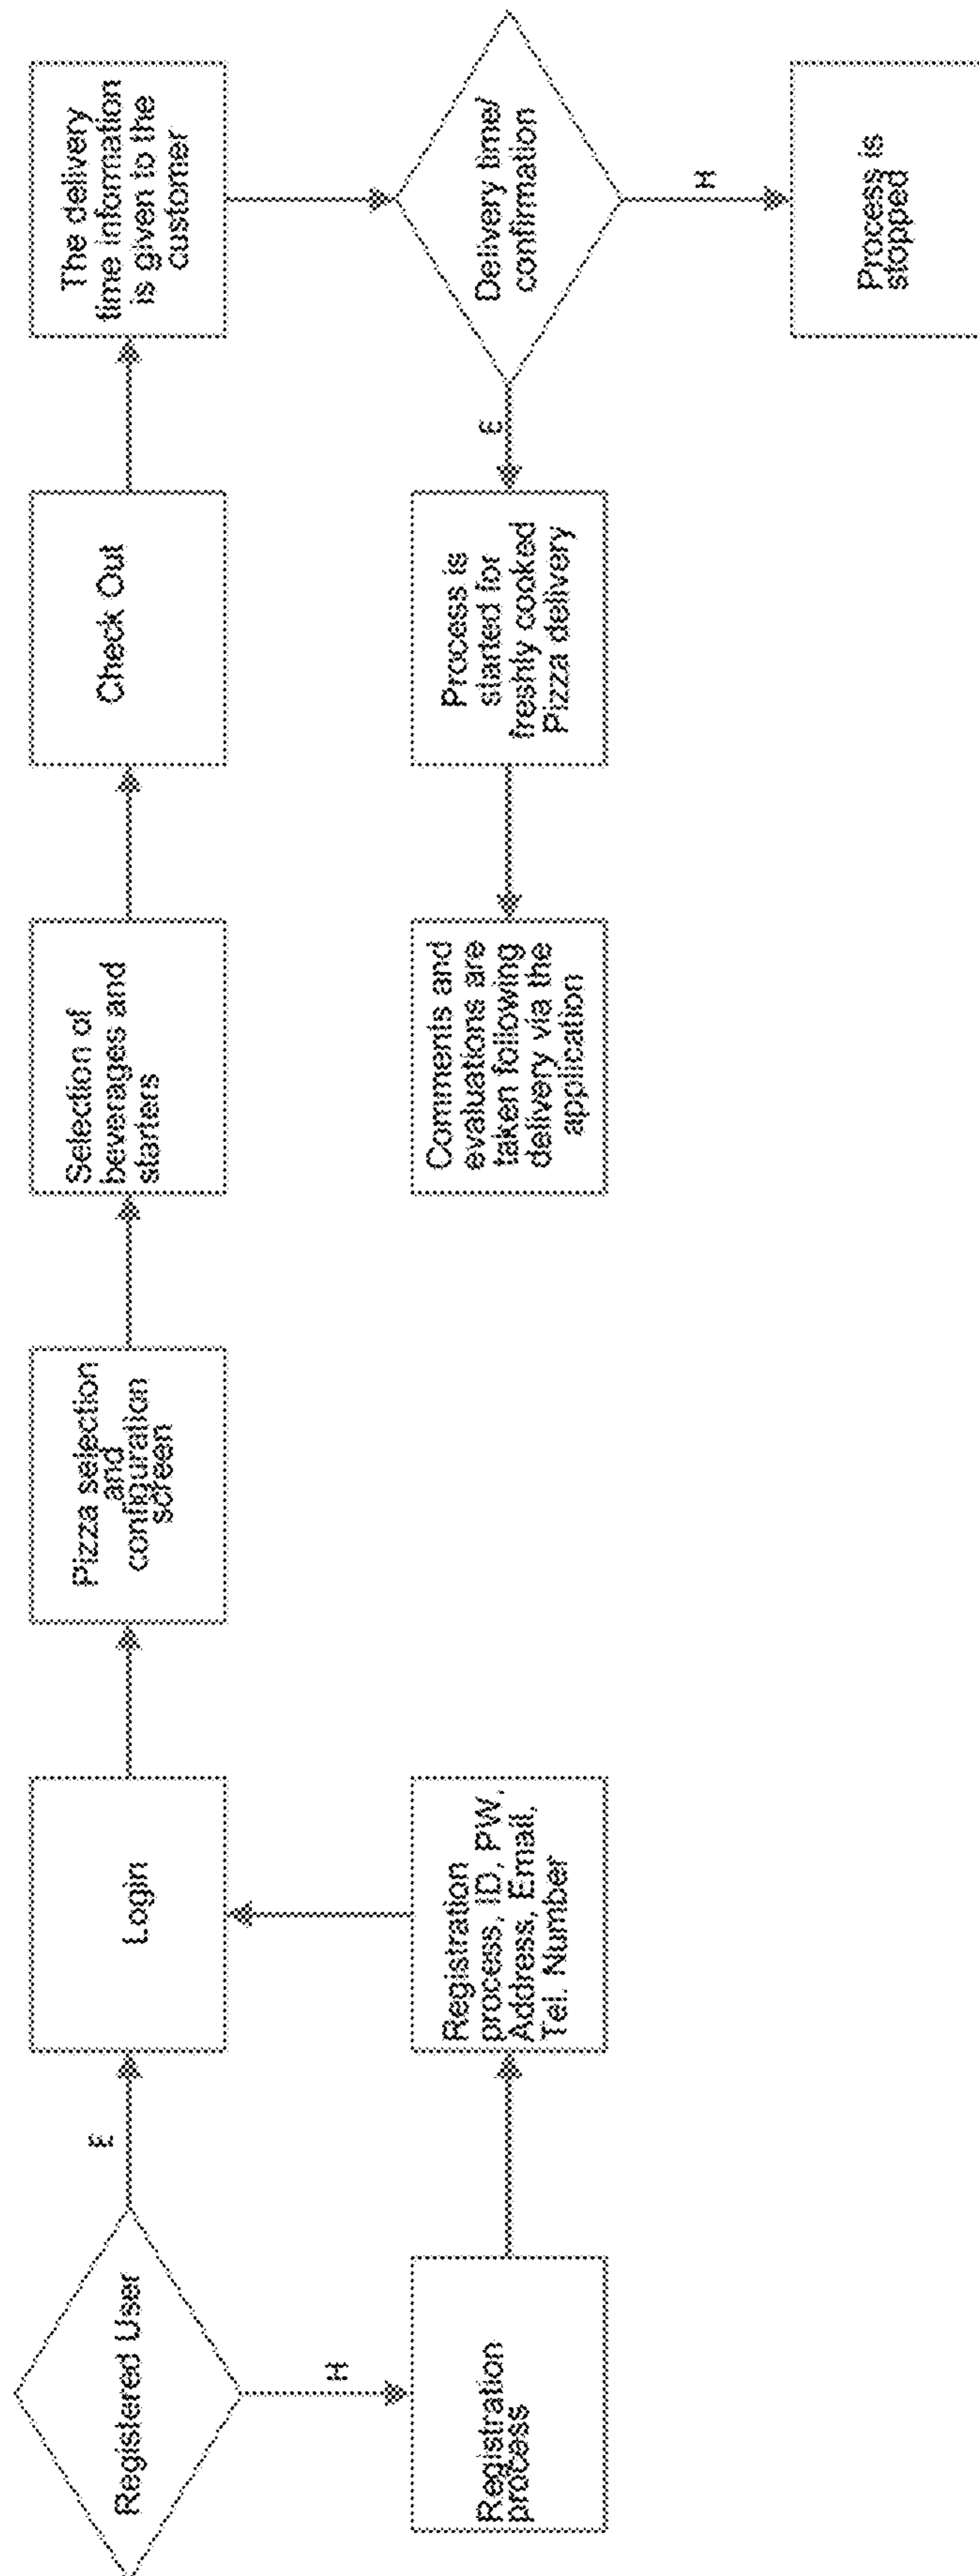 Registered User
E
Login
Pizza selection
and
configuration
screen
Selection of
beverages and
starters
Check Out
The delivery
time information
is given to the
customer
H
Registration
process
Registration
process, ID, PW,
Address, Email,
Tel. Number
Comments and
evaluations are
taken following
delivery via the
application
Process is
started for
freshly cooked
Pizza delivery
E
Delivery time/
confirmation
H
Process is
stopped